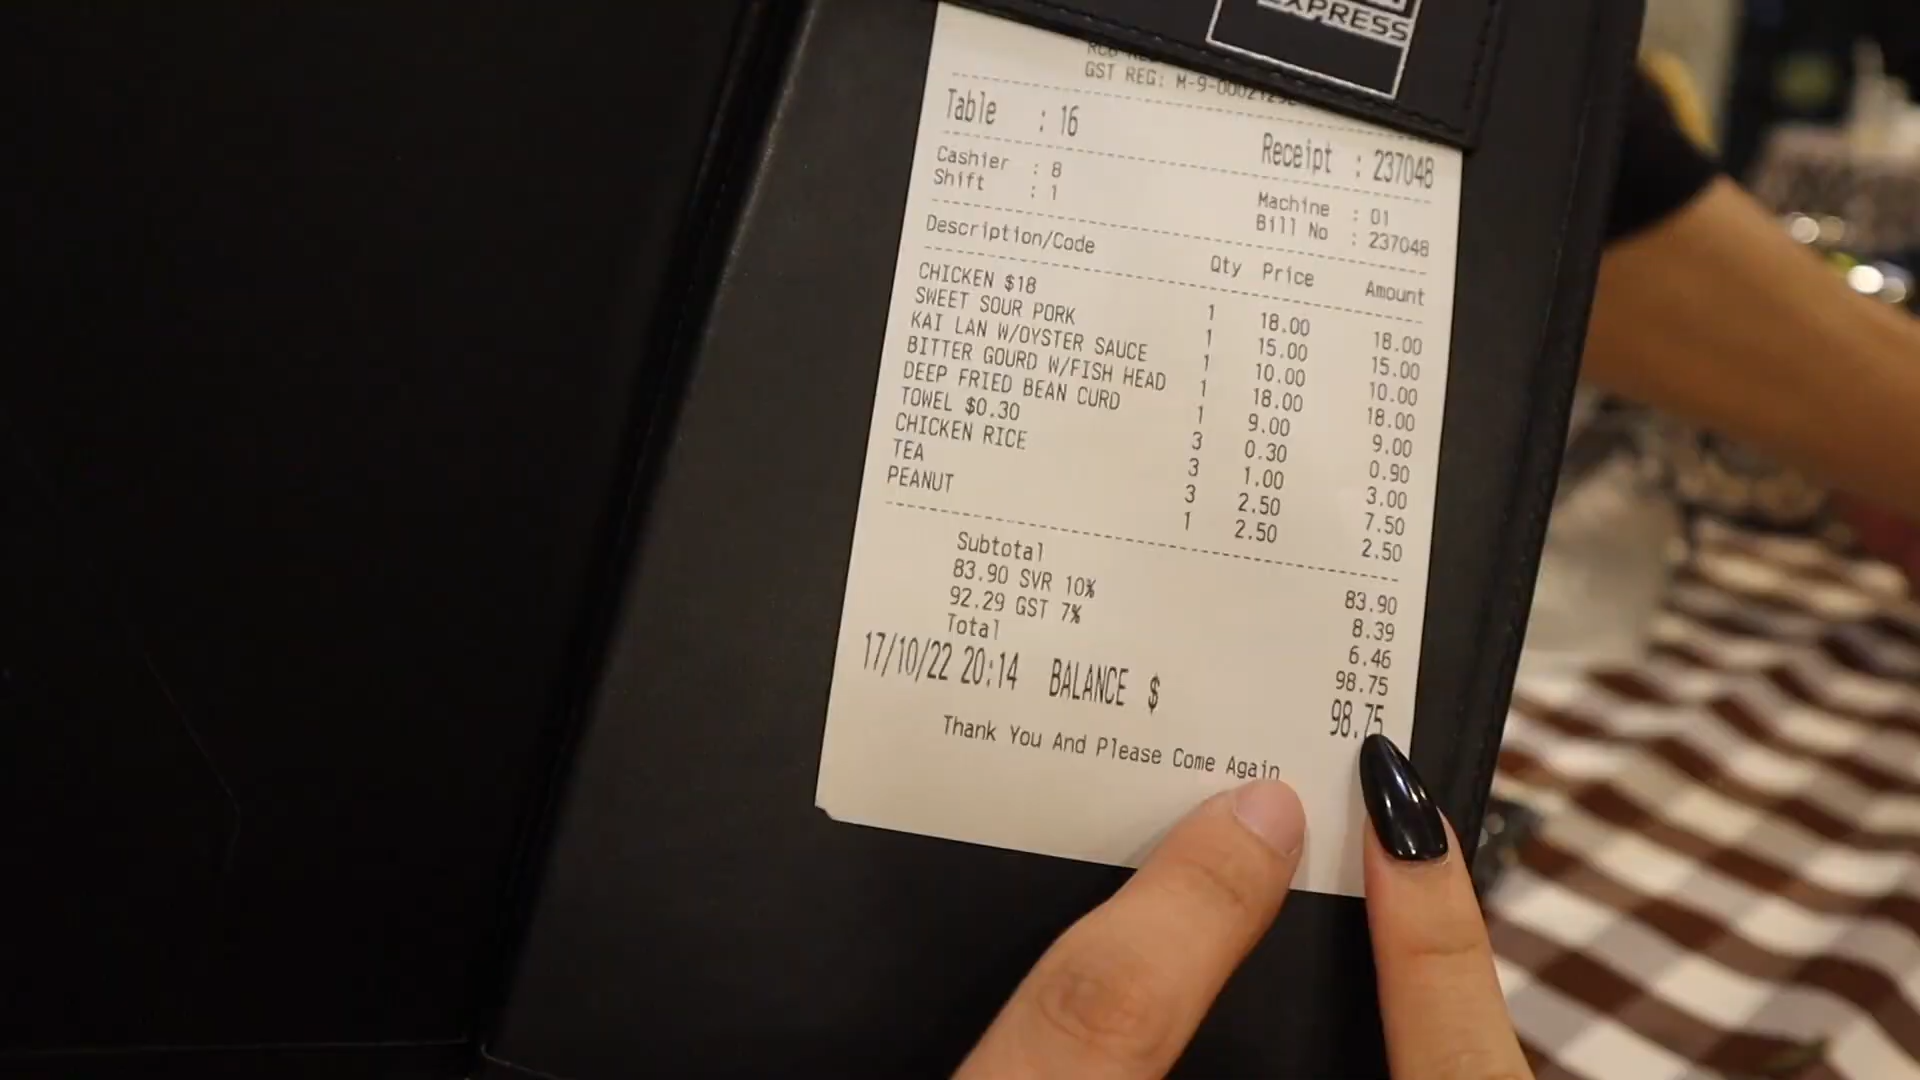 EXPRESS
GST REG: M-9-0002129
Table : 16
Receipt : 237048
Cashier : 8
Machine : 01
Shift : 1
Bill No : 237048
Description/Code Qty Price Amount
CHICKEN $18 1 18.00 18.00
SWEET SOUR PORK 1 15.00 15.00
KAI LAN W/OYSTER SAUCE 1 10.00 10.00
BITTER GOURD W/FISH HEAD 1 18.00 18.00
DEEP FRIED BEAN CURD 1 9.00 9.00
TOWEL $0.30 3 0.30 0.90
CHICKEN RICE 3 1.00 3.00
TEA 3 2.50 7.50
PEANUT 1 2.50 2.50
Subtotal 83.90
83.90 SVR 10% 8.39
92.29 GST 7% 6.46
Total 98.75
17/10/22 20:14 BALANCE $ 98.75
Thank You And Please Come Again